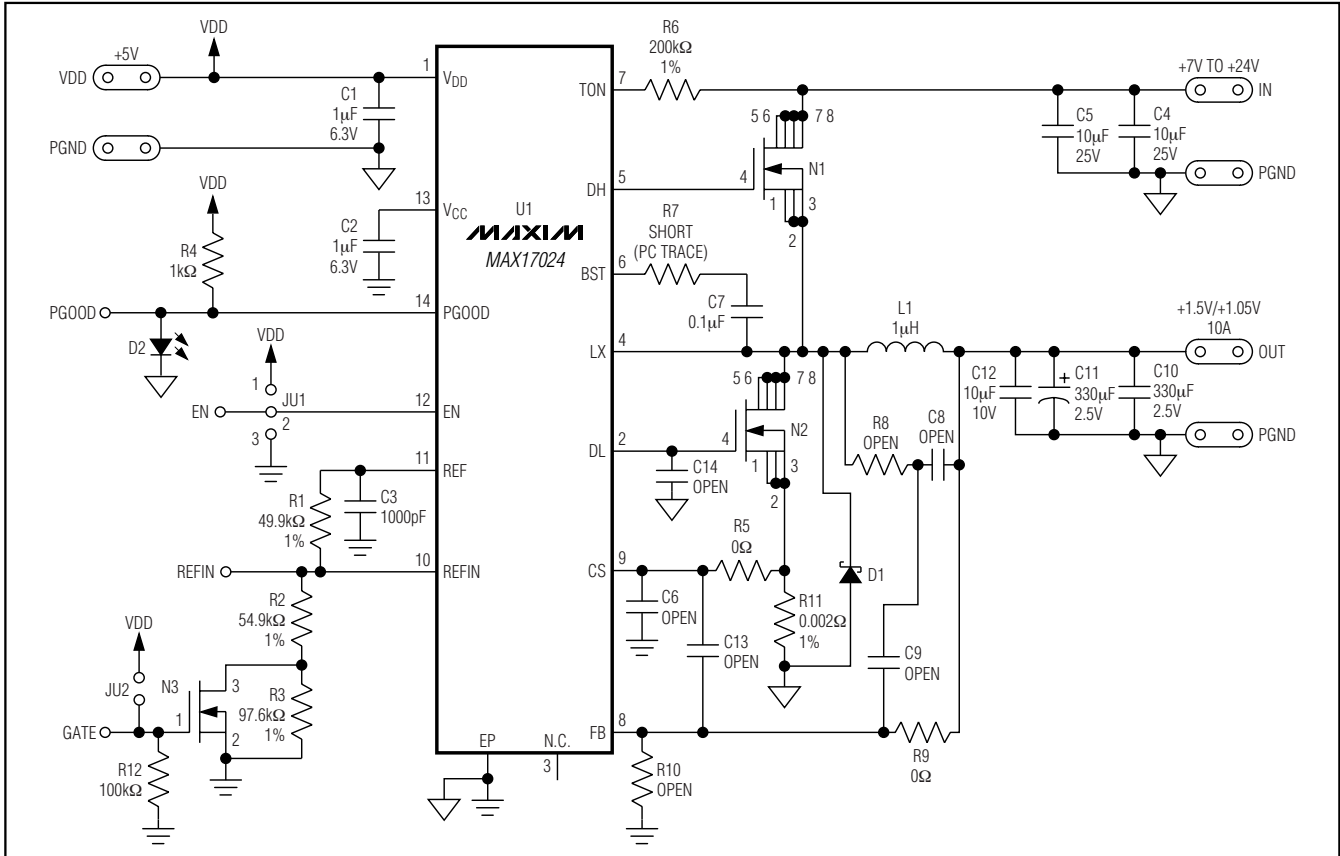 VDD
+5V
VDD
PGND
C1
1µF
6.3V
1
VDD
13
VCC
C2
1µF
6.3V
VDD
R4
1kΩ
PGOOD
14
PGOOD
D2
VDD
1
JU1
2
3
EN
12
EN
11
REF
R1
49.9kΩ
1%
C3
1000pF
REFIN
10
REFIN
R2
54.9kΩ
1%
VDD
JU2
N3
3
1
2
R3
97.6kΩ
1%
GATE
R12
100kΩ
U1
MAXIM
MAX17024
EP
N.C.
3
TON
7
R6
200kΩ
1%
5 6
7 8
N1
4
1
3
2
DH
5
R7
SHORT
(PC TRACE)
BST
6
C7
0.1µF
LX
4
L1
1µH
5 6
7 8
N2
4
1
3
2
DL
2
C14
OPEN
R8
OPEN
C8
OPEN
R5
0Ω
CS
9
C6
OPEN
C13
OPEN
R11
0.002Ω
1%
D1
C9
OPEN
FB
8
R10
OPEN
R9
0Ω
+7V TO +24V
IN
C5
10µF
25V
C4
10µF
25V
PGND
+1.5V/+1.05V
10A
OUT
C12
10µF
10V
+
C11
330µF
2.5V
C10
330µF
2.5V
PGND